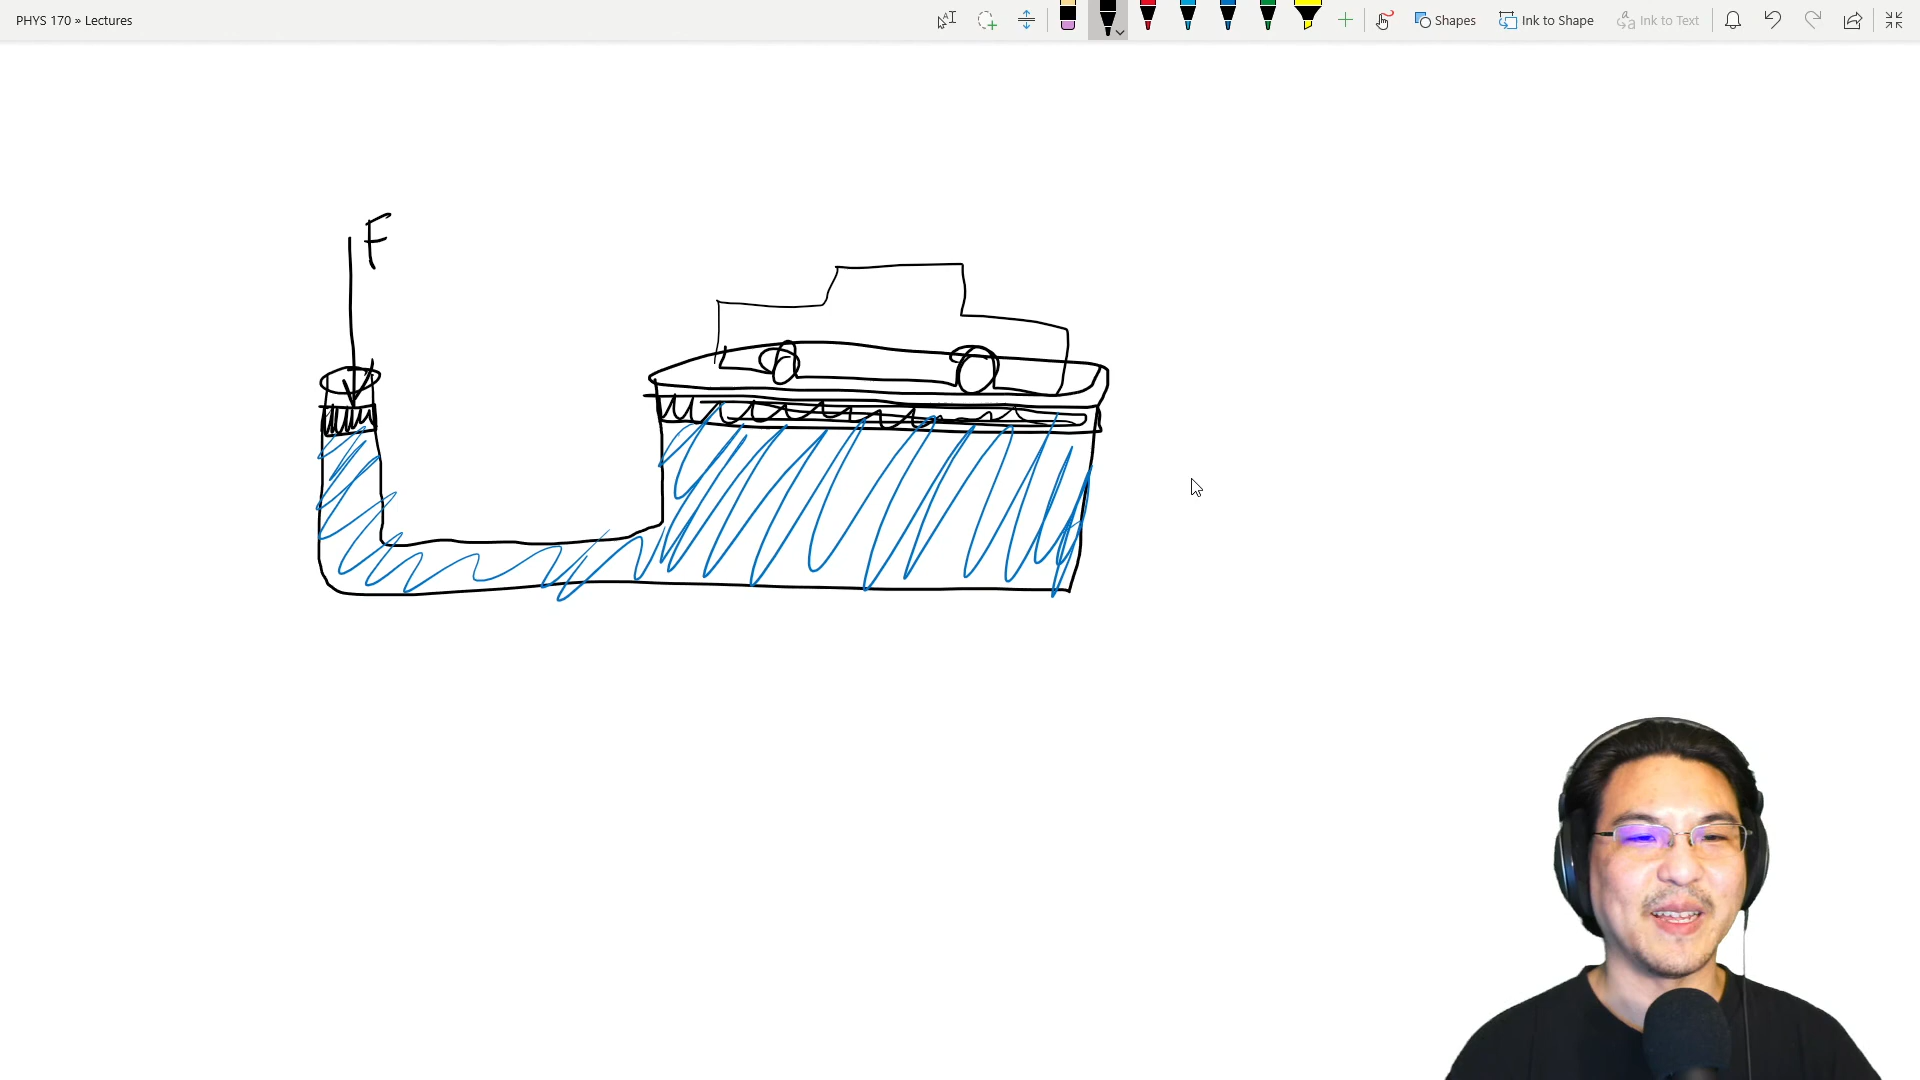 PHYS 170 » Lectures
Shapes
Ink to Shape
Ink to Text
F